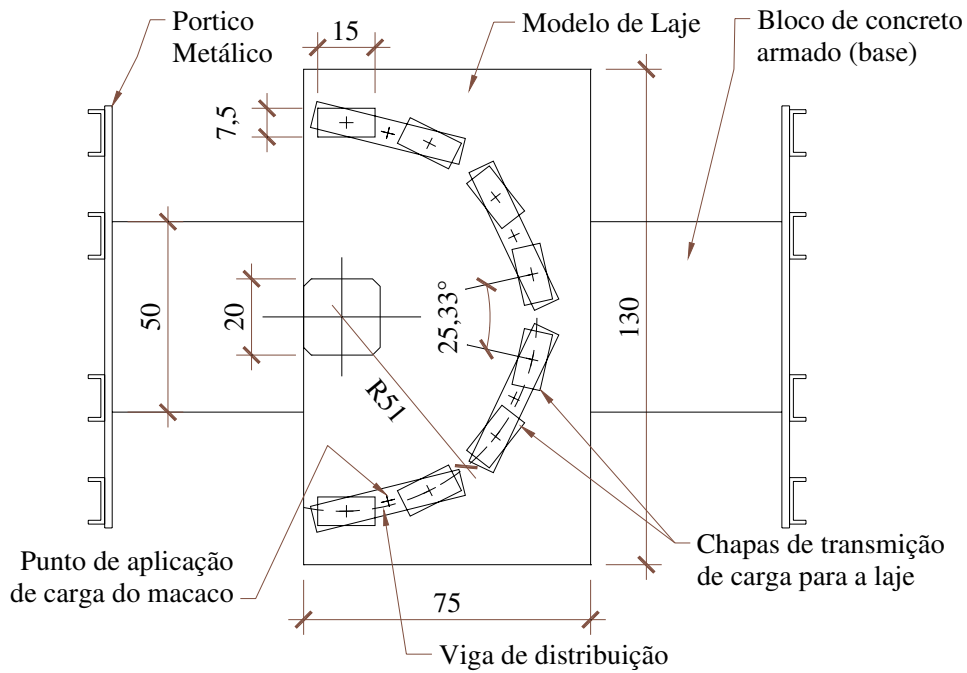 Portico
Metálico
15
Modelo de Laje
Bloco de concreto
armado (base)
7,5
50
20
25,33°
130
R51
Punto de aplicação
de carga do macaco
75
Viga de distribuição
Chapas de transmição
de carga para a laje